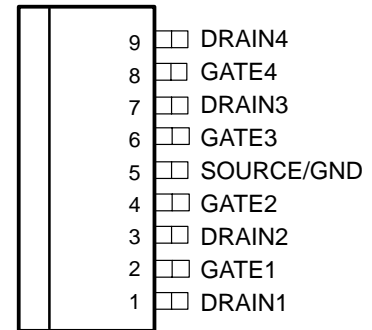 9 DRAIN4
8 GATE4
7 DRAIN3
6 GATE3
5 SOURCE/GND
4 GATE2
3 DRAIN2
2 GATE1
1 DRAIN1